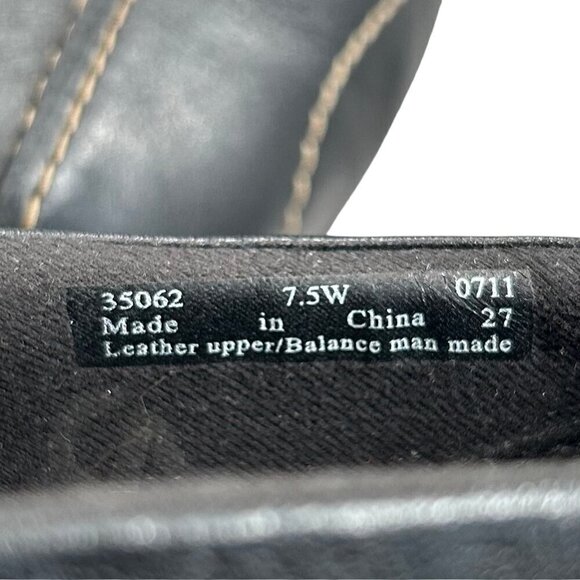 35062 7.5W 0711
Made in China 27
Leather upper/Balance man made